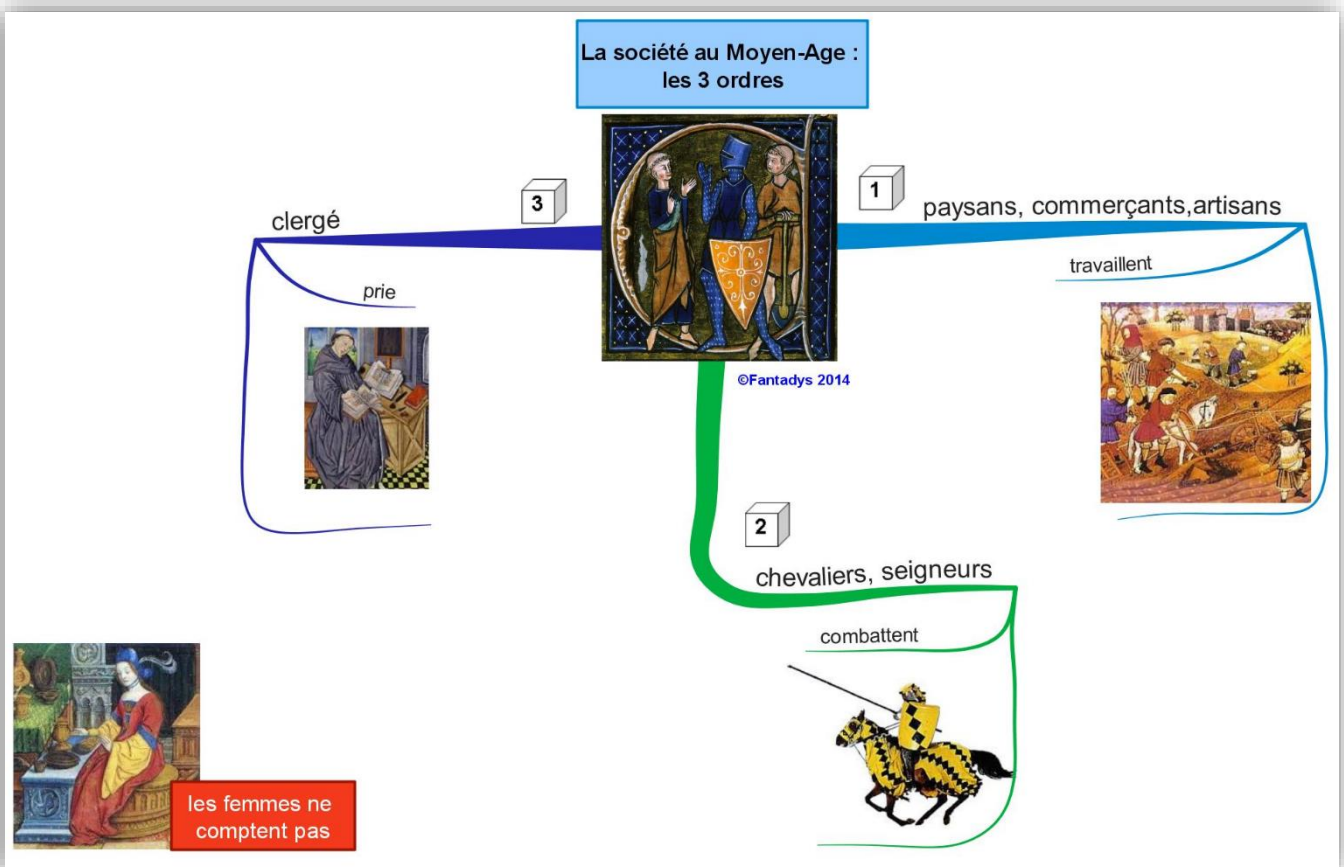 La société au Moyen-Age :
les 3 ordres
1
paysans, commerçants,artisans
travaillent
3
clergé
prie
©Fantadys 2014
2
chevaliers, seigneurs
combattent
les femmes ne
comptent pas